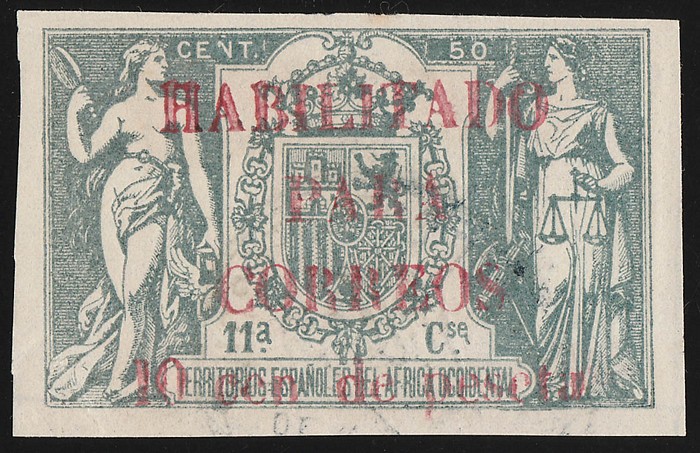 CENT. 50
HABILITADO
PARA
CORREOS
11ª Cse
TERRITORIOS ESPAÑOLES DEL AFRICA OCCIDENTAL
10 cen de peseta